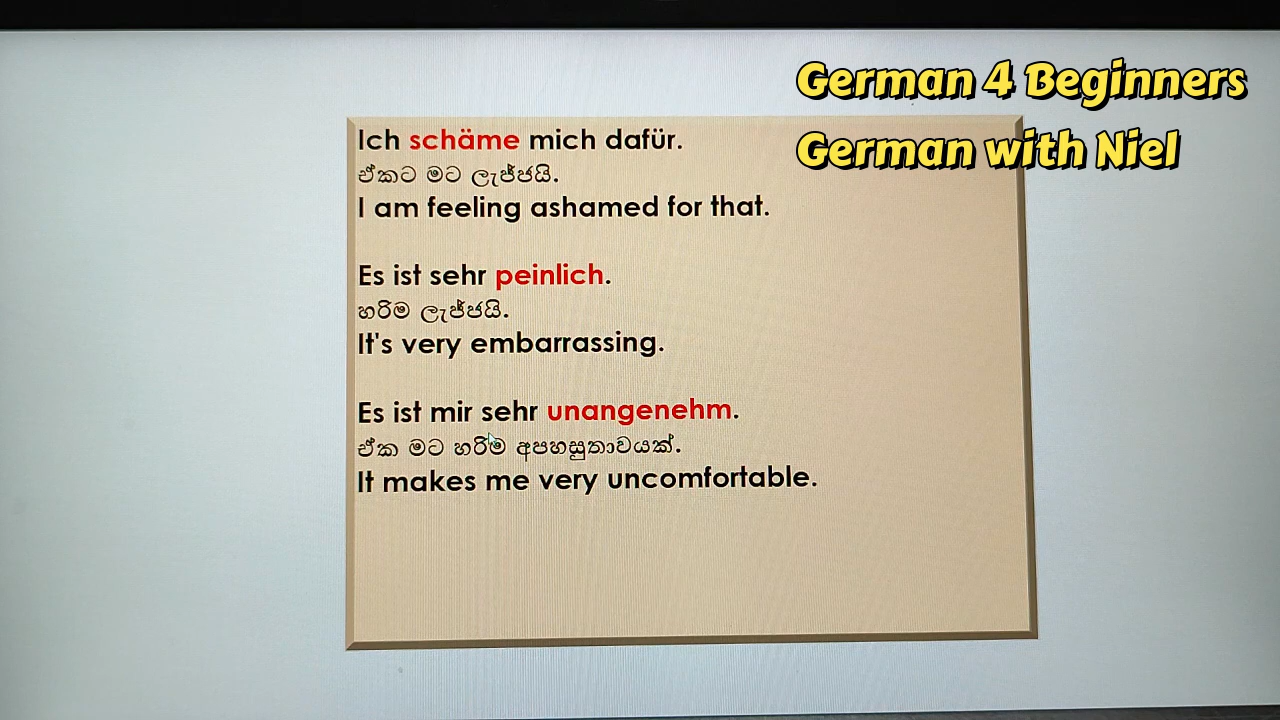 German 4 Beginners
German with Niel
Ich schäme mich dafür.
ඒකට මට ලැජ්ජයි.
I am feeling ashamed for that.
Es ist sehr peinlich.
හරිම ලැජ්ජයි.
It's very embarrassing.
Es ist mir sehr unangenehm.
ඒක මට හරිම අපහසුතාවයක්.
It makes me very uncomfortable.